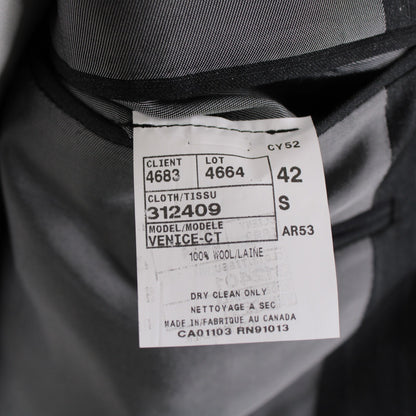 CY52
CLIENT LOT
4683 4664 42
CLOTH/TISSU
312409 S
MODEL/MODELE
VENICE-CT AR53
100% WOOL/LAINE
DRY CLEAN ONLY
NETTOYAGE A SEC
MADE IN/FABRIQUE AU CANADA
CA01103 RN91013